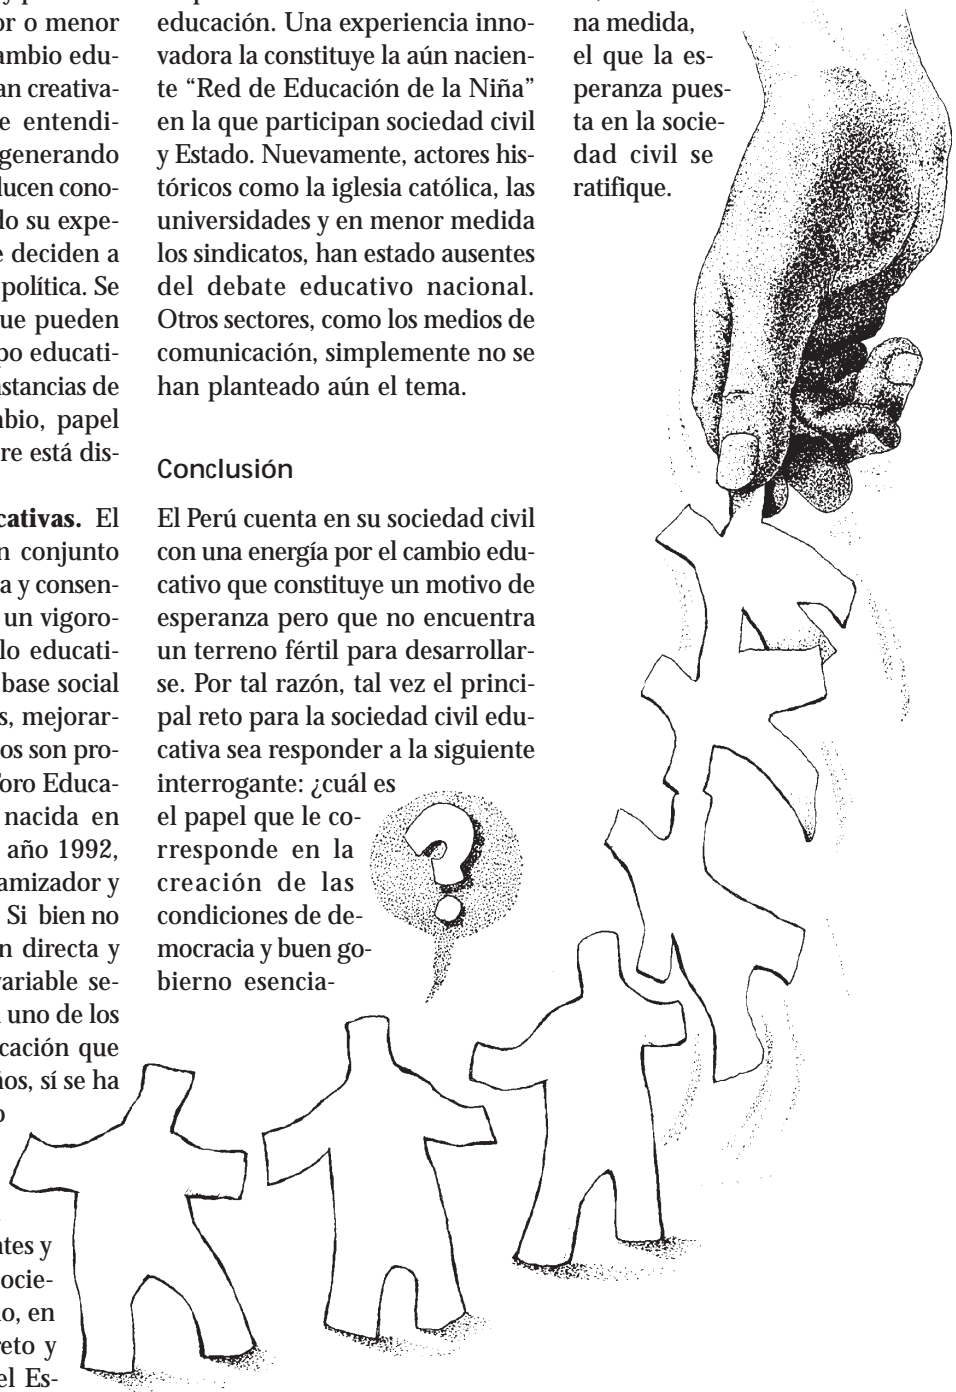 or o menor
ambio edu-
an creativa-
e entendi-
generando
ucen cono-
do su expe-
e deciden a
política. Se
ue pueden
po educati-
nstancias de
bio, papel
re está dis-
cativas. El
n conjunto
a y consen-
un vigoro-
lo educati-
base social
s, mejorar-
os son pro-
Foro Educa-
nacida en
año 1992,
amizador y
Si bien no
n directa y
variable se-
uno de los
cación que
ños, sí se ha
o
ntes y
ocie-
o, en
reto y
el Es-
educación. Una experiencia inno-
vadora la constituye la aún nacien-
te “Red de Educación de la Niña”
en la que participan sociedad civil
y Estado. Nuevamente, actores his-
tóricos como la iglesia católica, las
universidades y en menor medida
los sindicatos, han estado ausentes
del debate educativo nacional.
Otros sectores, como los medios de
comunicación, simplemente no se
han planteado aún el tema.
Conclusión
El Perú cuenta en su sociedad civil
con una energía por el cambio edu-
cativo que constituye un motivo de
esperanza pero que no encuentra
un terreno fértil para desarrollar-
se. Por tal razón, tal vez el princi-
pal reto para la sociedad civil edu-
cativa sea responder a la siguiente
interrogante: ¿cuál es
el papel que le co-
rresponde en la
creación de las
condiciones de de-
mocracia y buen go-
bierno esencia-
?
na medida,
el que la es-
peranza pues-
ta en la socie-
dad civil se
ratifique.